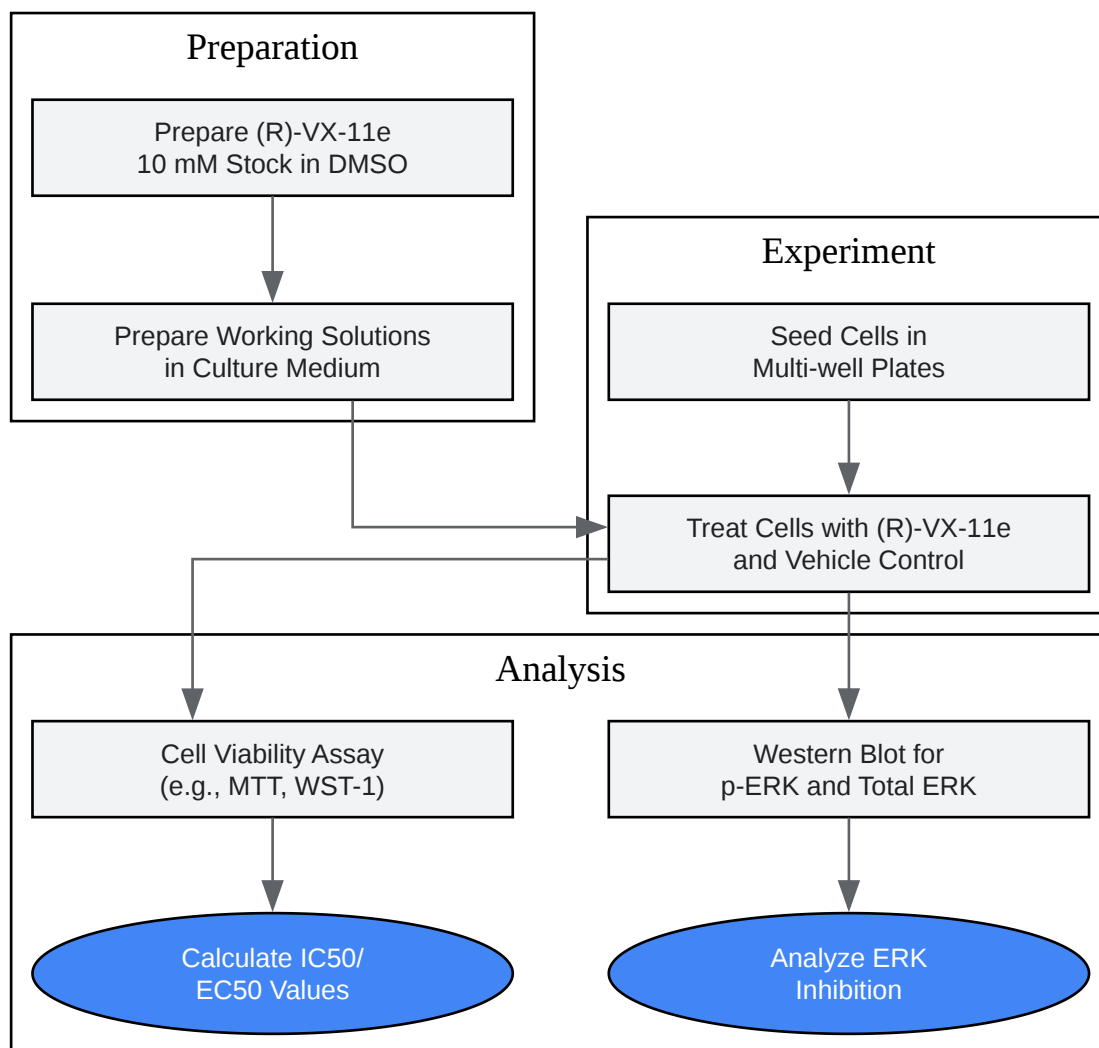 Preparation
Prepare (R)-VX-11e
10 mM Stock in DMSO
Prepare Working Solutions
in Culture Medium
Experiment
Seed Cells in
Multi-well Plates
Treat Cells with (R)-VX-11e
and Vehicle Control
Analysis
Cell Viability Assay
(e.g., MTT, WST-1)
Western Blot for
p-ERK and Total ERK
Calculate IC50/
EC50 Values
Analyze ERK
Inhibition